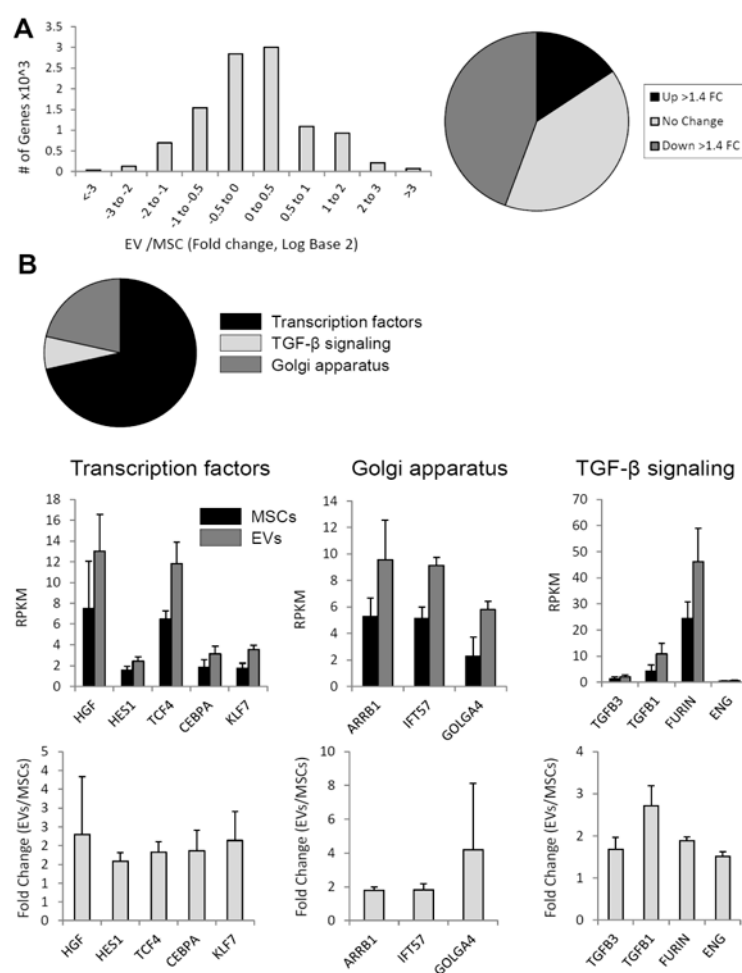 A
3.5
3
2.5
2
1.5
1
0.5
0
# of Genes x10^3
<-3
-3 to -2
-2 to -1
-1 to -0.5
-0.5 to 0
0 to 0.5
0.5 to 1
1 to 2
2 to 3
>3
EV /MSC (Fold change, Log Base 2)
Up >1.4 FC
No Change
Down >1.4 FC
B
Transcription factors
TGF-β signaling
Golgi apparatus
Transcription factors
18
16
14
12
10
8
6
4
2
0
RPKM
MSCs
EVs
HGF
HES1
TCF4
CEBPA
KLF7
Golgi apparatus
14
12
10
8
6
4
2
0
RPKM
ARRB1
IFT57
GOLGA4
TGF-β signaling
70
60
50
40
30
20
10
0
RPKM
TGFB3
TGFB1
FURIN
ENG
5
4
4
3
3
2
2
1
1
0
Fold Change (EVs/MSCs)
HGF
HES1
TCF4
CEBPA
KLF7
10
8
6
4
2
0
Fold Change (EVs/MSCs)
ARRB1
IFT57
GOLGA4
4
3
2
1
0
Fold Change (EVs/MSCs)
TGFB3
TGFB1
FURIN
ENG